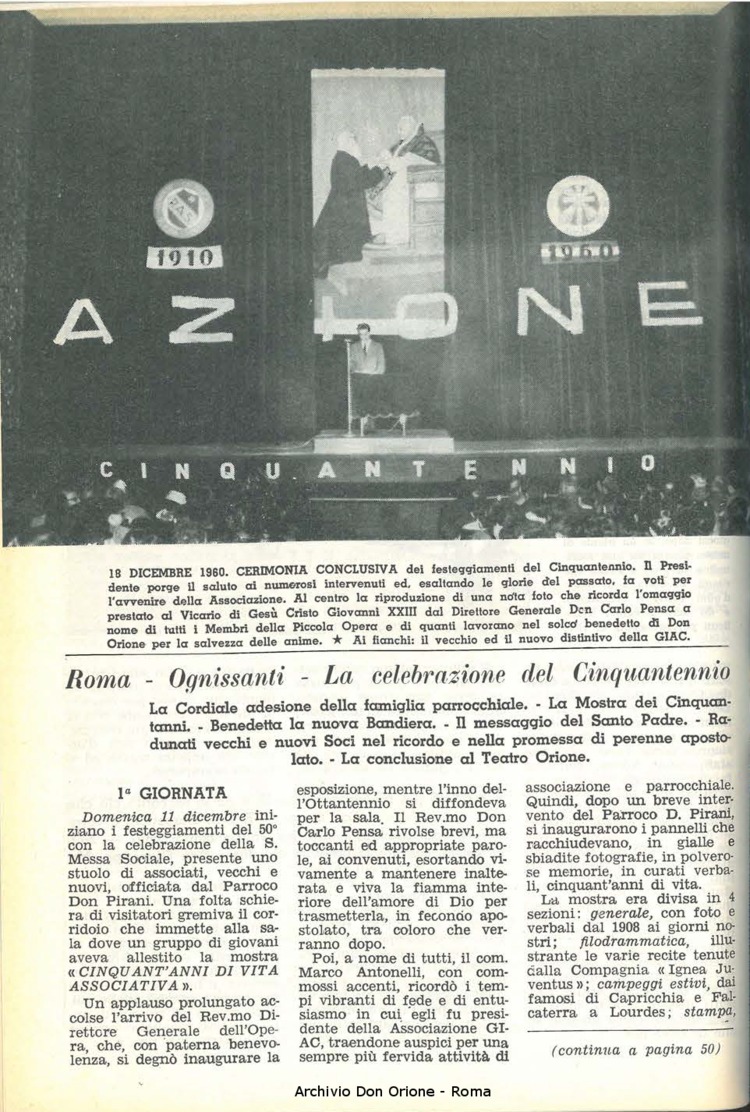 P.A.S.
1910
1960
AZIONE
CINQUANTENNIO
18 DICEMBRE 1960. CERIMONIA CONCLUSIVA dei festeggiamenti del Cinquantennio. Il Presi-
dente porge il saluto ai numerosi intervenuti ed, esaltando le glorie del passato, fa voti per
l'avvenire della Associazione. Al centro la riproduzione di una nota foto che ricorda l'omaggio
prestato al Vicario di Gesù Cristo Giovanni XXIII dal Direttore Generale Don Carlo Pensa a
nome di tutti i Membri della Piccola Opera e di quanti lavorano nel solco benedetto di Don
Orione per la salvezza delle anime. ★ Ai fianchi: il vecchio ed il nuovo distintivo della GIAC.
Roma - Ognissanti - La celebrazione del Cinquantennio
La Cordiale adesione della famiglia parrocchiale. - La Mostra dei Cinquan-
tanni. - Benedetta la nuova Bandiera. - Il messaggio del Santo Padre. - Ra-
dunati vecchi e nuovi Soci nel ricordo e nella promessa di perenne aposto-
lato. - La conclusione al Teatro Orione.
1ª GIORNATA
Domenica 11 dicembre ini-
ziano i festeggiamenti del 50°
con la celebrazione della S.
Messa Sociale, presente uno
stuolo di associati, vecchi e
nuovi, officiata dal Parroco
Don Pirani. Una folta schie-
ra di visitatori gremiva il cor-
ridoio che immette alla sa-
la dove un gruppo di giovani
aveva allestito la mostra
« CINQUANT'ANNI DI VITA
ASSOCIATIVA ».
Un applauso prolungato ac-
colse l'arrivo del Rev.mo Di-
rettore Generale dell'Ope-
ra, che, con paterna benevo-
lenza, si degnò inaugurare la
esposizione, mentre l'inno del-
l'Ottantennio si diffondeva
per la sala. Il Rev.mo Don
Carlo Pensa rivolse brevi, ma
toccanti ed appropriate paro-
le, ai convenuti, esortando vi-
vamente a mantenere inalte-
rata e viva la fiamma inte-
riore dell'amore di Dio per
trasmetterla, in fecondo apo-
stolato, tra coloro che ver-
ranno dopo.
Poi, a nome di tutti, il com.
Marco Antonelli, con com-
mossi accenti, ricordò i tem-
pi vibranti di fede e di entu-
siasmo in cui egli fu presi-
dente della Associazione GI-
AC, traendone auspici per una
sempre più fervida attività di
associazione e parrocchiale.
Quindi, dopo un breve inter-
vento del Parroco D. Pirani,
si inaugurarono i pannelli che
racchiudevano, in gialle e
sbiadite fotografie, in polvero-
se memorie, in curati verba-
li, cinquant'anni di vita.
La mostra era divisa in 4
sezioni: generale, con foto e
verbali dal 1908 ai giorni no-
stri; filodrammatica, illu-
strante le varie recite tenute
dalla Compagnia « Ignea Ju-
ventus »; campeggi estivi, dai
famosi di Capricchia e Fal-
caterra a Lourdes; stampa,
(continua a pagina 50)
Archivio Don Orione - Roma